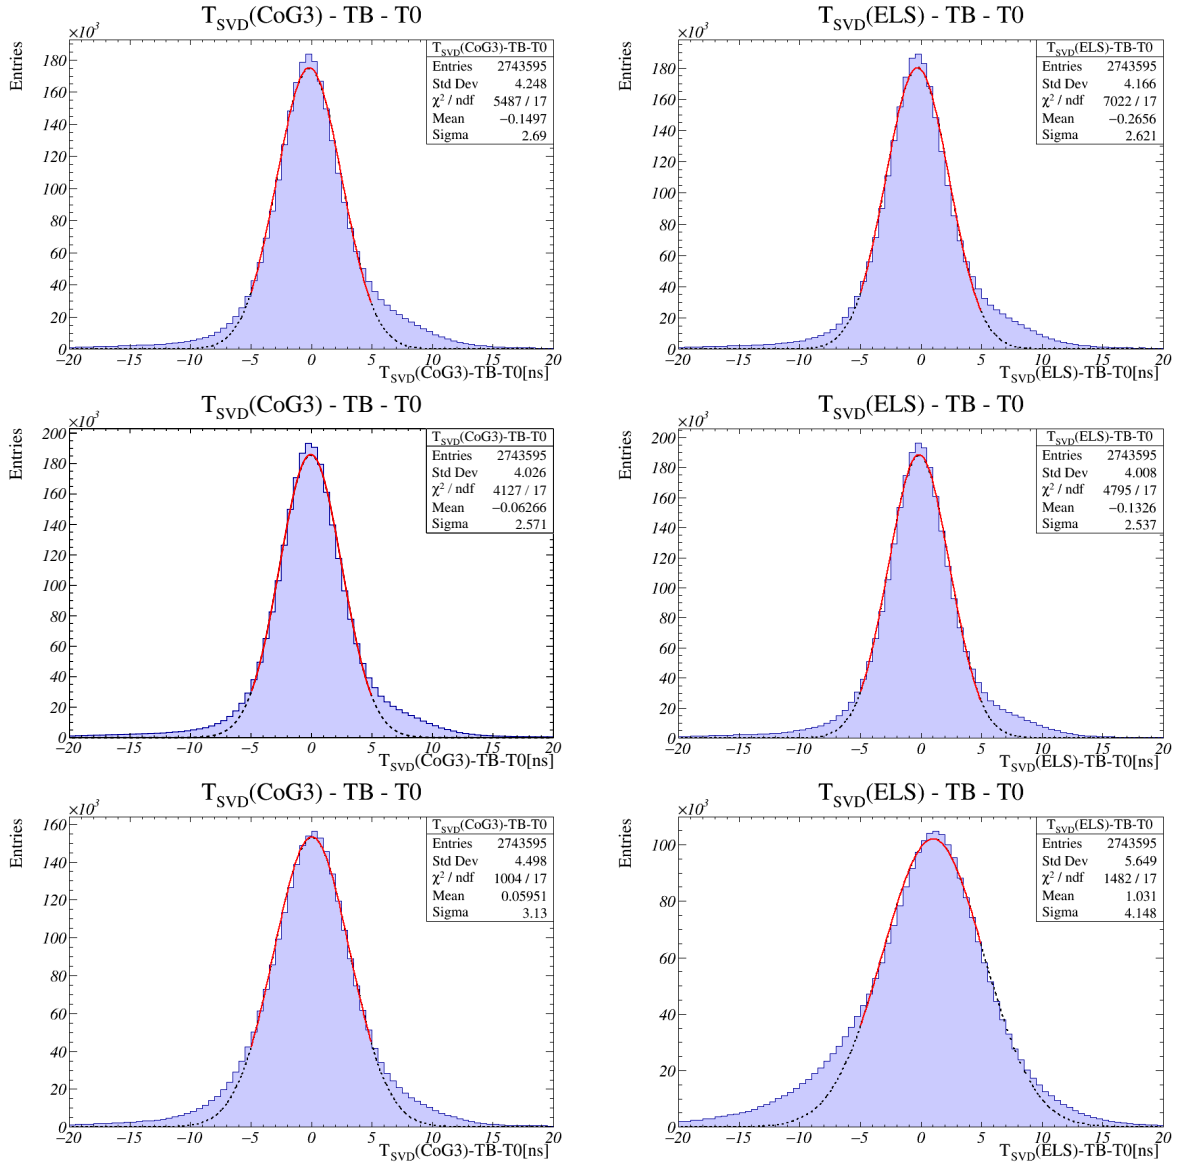 T_SVD(CoG3) - TB - T0
×10³
Entries
180
160
140
120
100
80
60
40
20
0
−20 −15 −10 −5 0 5 10 15 20
T_SVD(CoG3)-TB-T0[ns]
T_SVD(CoG3)-TB-T0
Entries 2743595
Std Dev 4.248
χ² / ndf 5487 / 17
Mean −0.1497
Sigma 2.69
T_SVD(ELS) - TB - T0
×10³
Entries
180
160
140
120
100
80
60
40
20
0
−20 −15 −10 −5 0 5 10 15 20
T_SVD(ELS)-TB-T0[ns]
T_SVD(ELS)-TB-T0
Entries 2743595
Std Dev 4.166
χ² / ndf 7022 / 17
Mean −0.2656
Sigma 2.621
T_SVD(CoG3) - TB - T0
×10³
Entries
200
180
160
140
120
100
80
60
40
20
0
−20 −15 −10 −5 0 5 10 15 20
T_SVD(CoG3)-TB-T0[ns]
T_SVD(CoG3)-TB-T0
Entries 2743595
Std Dev 4.026
χ² / ndf 4127 / 17
Mean −0.06266
Sigma 2.571
T_SVD(ELS) - TB - T0
×10³
Entries
200
180
160
140
120
100
80
60
40
20
0
−20 −15 −10 −5 0 5 10 15 20
T_SVD(ELS)-TB-T0[ns]
T_SVD(ELS)-TB-T0
Entries 2743595
Std Dev 4.008
χ² / ndf 4795 / 17
Mean −0.1326
Sigma 2.537
T_SVD(CoG3) - TB - T0
×10³
Entries
160
140
120
100
80
60
40
20
0
−20 −15 −10 −5 0 5 10 15 20
T_SVD(CoG3)-TB-T0[ns]
T_SVD(CoG3)-TB-T0
Entries 2743595
Std Dev 4.498
χ² / ndf 1004 / 17
Mean 0.05951
Sigma 3.13
T_SVD(ELS) - TB - T0
×10³
Entries
100
80
60
40
20
0
−20 −15 −10 −5 0 5 10 15 20
T_SVD(ELS)-TB-T0[ns]
T_SVD(ELS)-TB-T0
Entries 2743595
Std Dev 5.649
χ² / ndf 1482 / 17
Mean 1.031
Sigma 4.148